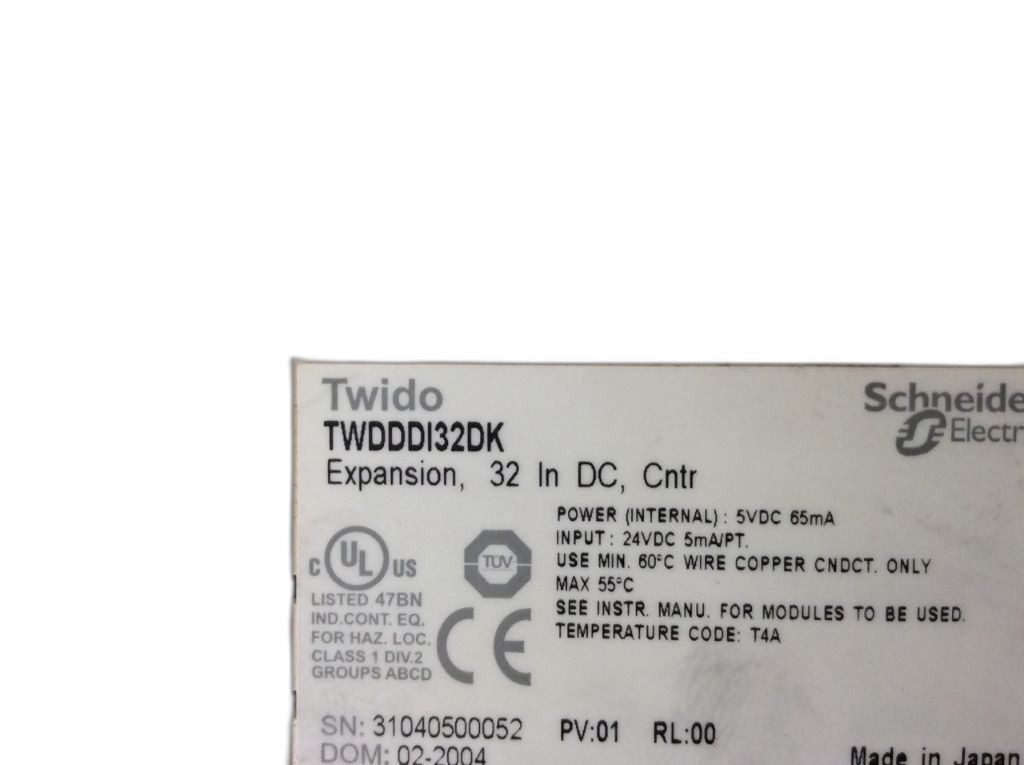 Twido
TWDDDI32DK
Expansion, 32 In DC, Cntr
Schneide
Electr
POWER (INTERNAL) : 5VDC 65mA
INPUT : 24VDC 5mA/PT.
USE MIN. 60°C WIRE COPPER CNDCT. ONLY
MAX 55°C
SEE INSTR. MANU. FOR MODULES TO BE USED.
TEMPERATURE CODE: T4A
C UL US
TUV
LISTED 47BN
IND.CONT. EQ.
FOR HAZ. LOC.
CLASS 1 DIV.2
GROUPS ABCD
CE
SN: 31040500052 PV:01 RL:00
DOM: 02-2004
Made in Japan